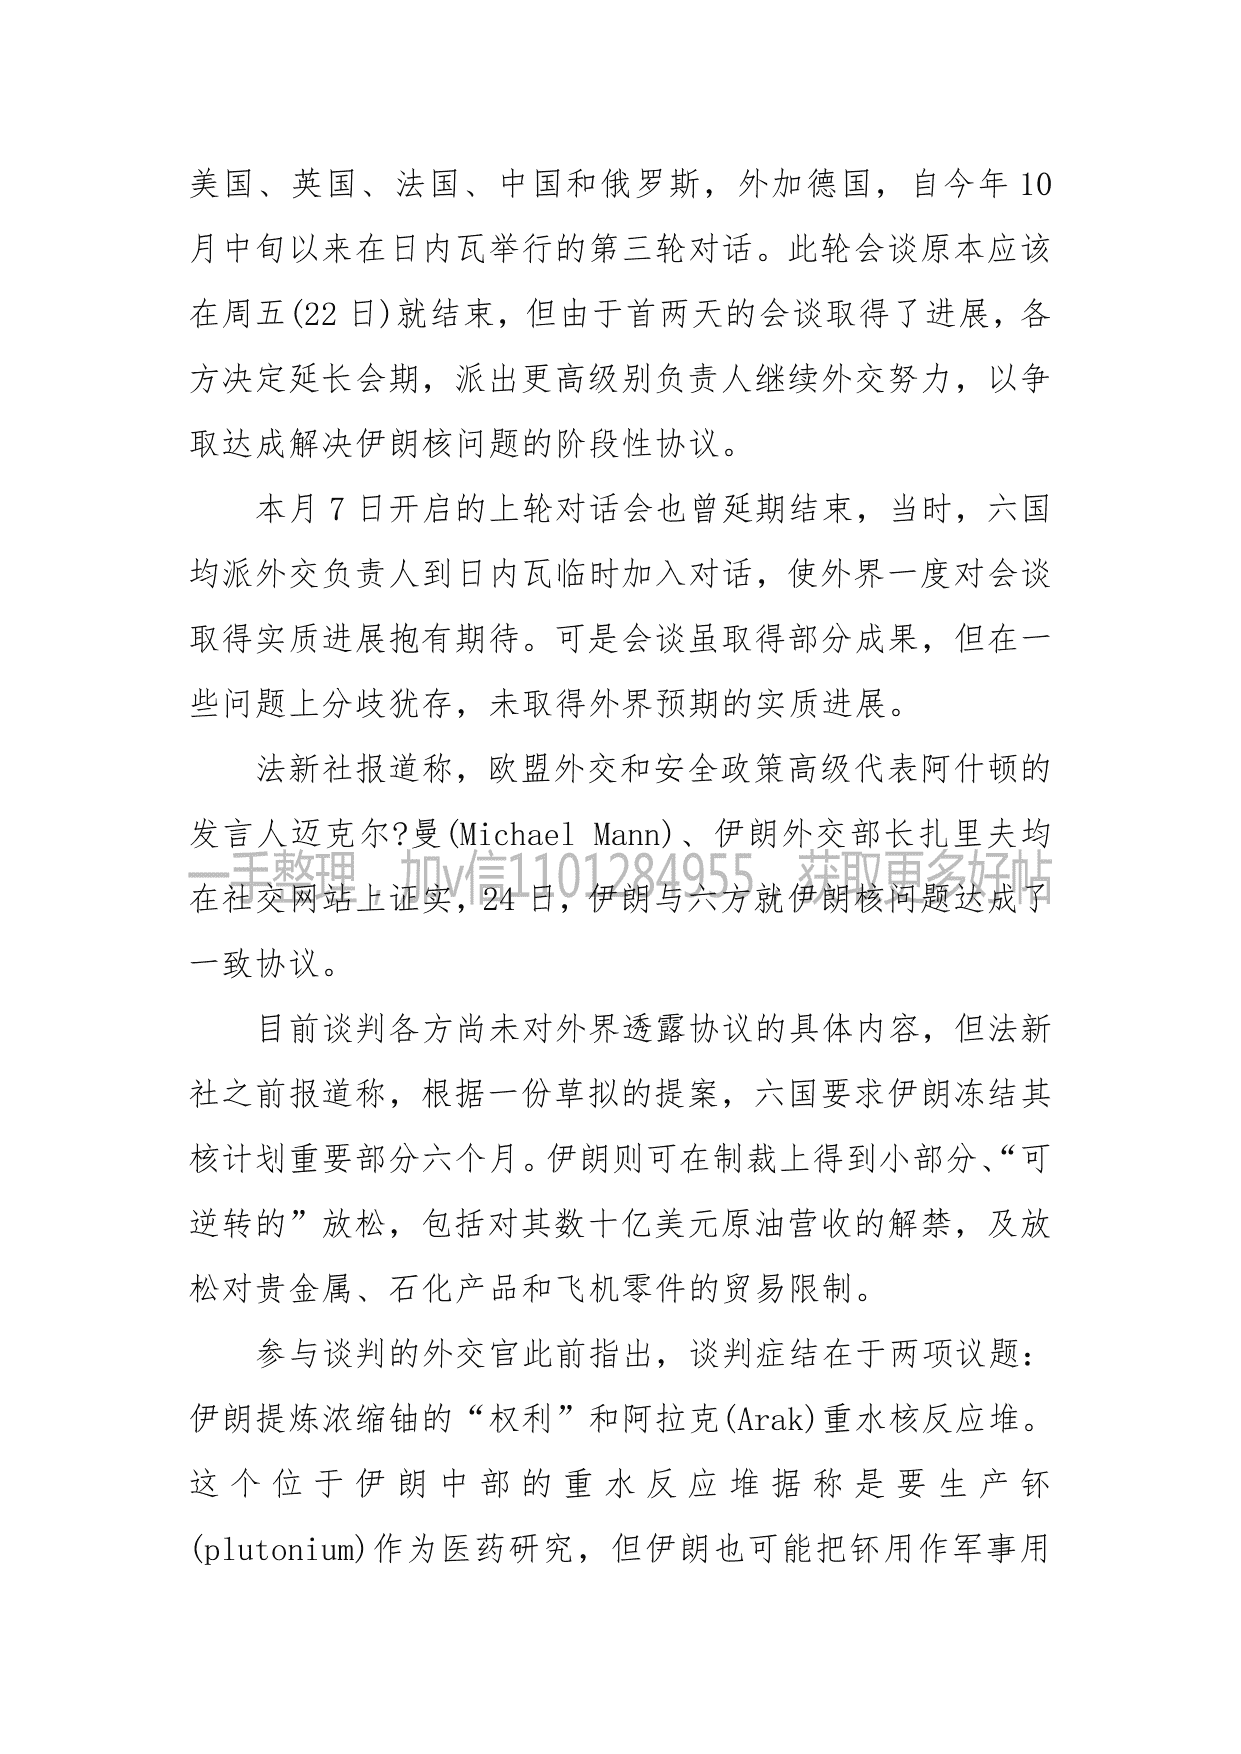 美国、英国、法国、中国和俄罗斯，外加德国，自今年10
月中旬以来在日内瓦举行的第三轮对话。此轮会谈原本应该
在周五(22日)就结束，但由于首两天的会谈取得了进展，各
方决定延长会期，派出更高级别负责人继续外交努力，以争
取达成解决伊朗核问题的阶段性协议。
本月7日开启的上轮对话会也曾延期结束，当时，六国
均派外交负责人到日内瓦临时加入对话，使外界一度对会谈
取得实质进展抱有期待。可是会谈虽取得部分成果，但在一
些问题上分歧犹存，未取得外界预期的实质进展。
法新社报道称，欧盟外交和安全政策高级代表阿什顿的
发言人迈克尔?曼(Michael Mann)、伊朗外交部长扎里夫均
一手整理，加v信1101284955，获取更多好帖
在社交网站上证实，24日，伊朗与六方就伊朗核问题达成了
一致协议。
目前谈判各方尚未对外界透露协议的具体内容，但法新
社之前报道称，根据一份草拟的提案，六国要求伊朗冻结其
核计划重要部分六个月。伊朗则可在制裁上得到小部分、“可
逆转的”放松，包括对其数十亿美元原油营收的解禁，及放
松对贵金属、石化产品和飞机零件的贸易限制。
参与谈判的外交官此前指出，谈判症结在于两项议题：
伊朗提炼浓缩铀的“权利”和阿拉克(Arak)重水核反应堆。
这个位于伊朗中部的重水反应堆据称是要生产钚
(plutonium)作为医药研究，但伊朗也可能把钚用作军事用